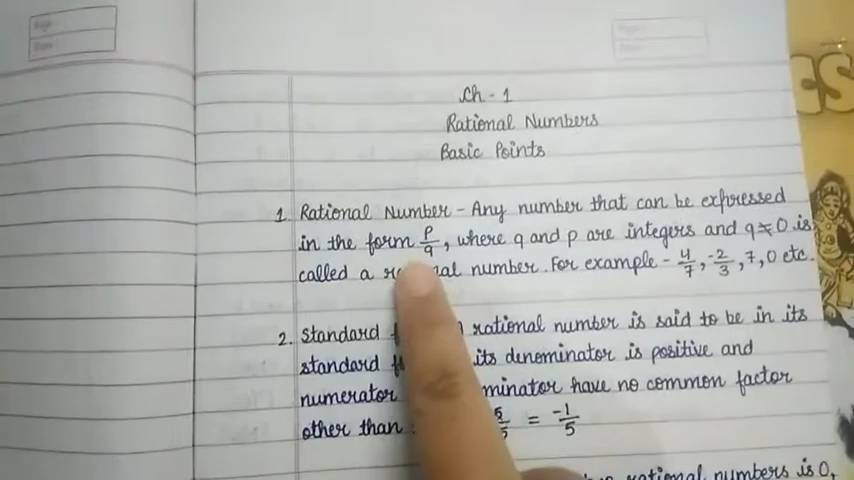 Ch - 1
Rational Numbers
Basic Points
1. Rational Number - Any number that can be expressed
in the form p/q, where q and p are integers and q ≠ 0 is
called a number. For example - 4/7, -2/3, 7, 0 etc.
2. Standard rational number is said to be in its
standard its denominator is positive and
numerator have no common factor
other than = -1/5
rational numbers is 0,
CS